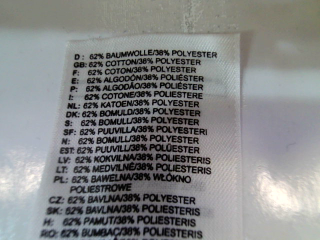 D: 62% BAUMWOLLE/38% POLYESTER
GB: 62% COTTON/38% POLYESTER
F: 62% COTON/38% POLYESTER
E: 62% ALGODÓN/38% POLIÉSTER
P: 62% ALGODÃO/38% POLIÉSTER
I: 62% COTONE/38% POLIESTERE
NL: 62% KATOEN/38% POLYESTER
DK: 62% BOMULD/38% POLYESTER
S: 62% BOMULL/38% POLYESTER
SF: 62% PUUVILLA/38% POLYESTERI
N: 62% BOMULL/38% POLYESTER
EST: 62% PUUVILL/38% POLÜESTER
LV: 62% KOKVILNA/38% POLIESTERIS
LT: 62% MEDVILNĖ/38% POLIESTERIS
PL: 62% BAWEŁNA/38% WŁÓKNO
POLIESTROWE
CZ: 62% BAVLNA/38% POLYESTER
SK: 62% BAVLNA/38% POLYESTER
H: 62% PAMUT/38% POLIÉSZTER
RO: 62% BUMBAC/38% POLIESTER